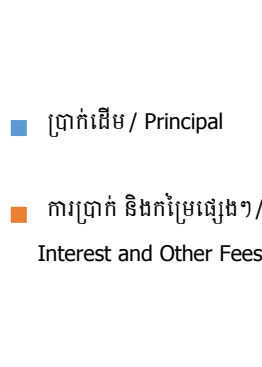 ប្រាក់ដើម / Principal
ការប្រាក់ និងកម្រៃផ្សេងៗ /
Interest and Other Fees